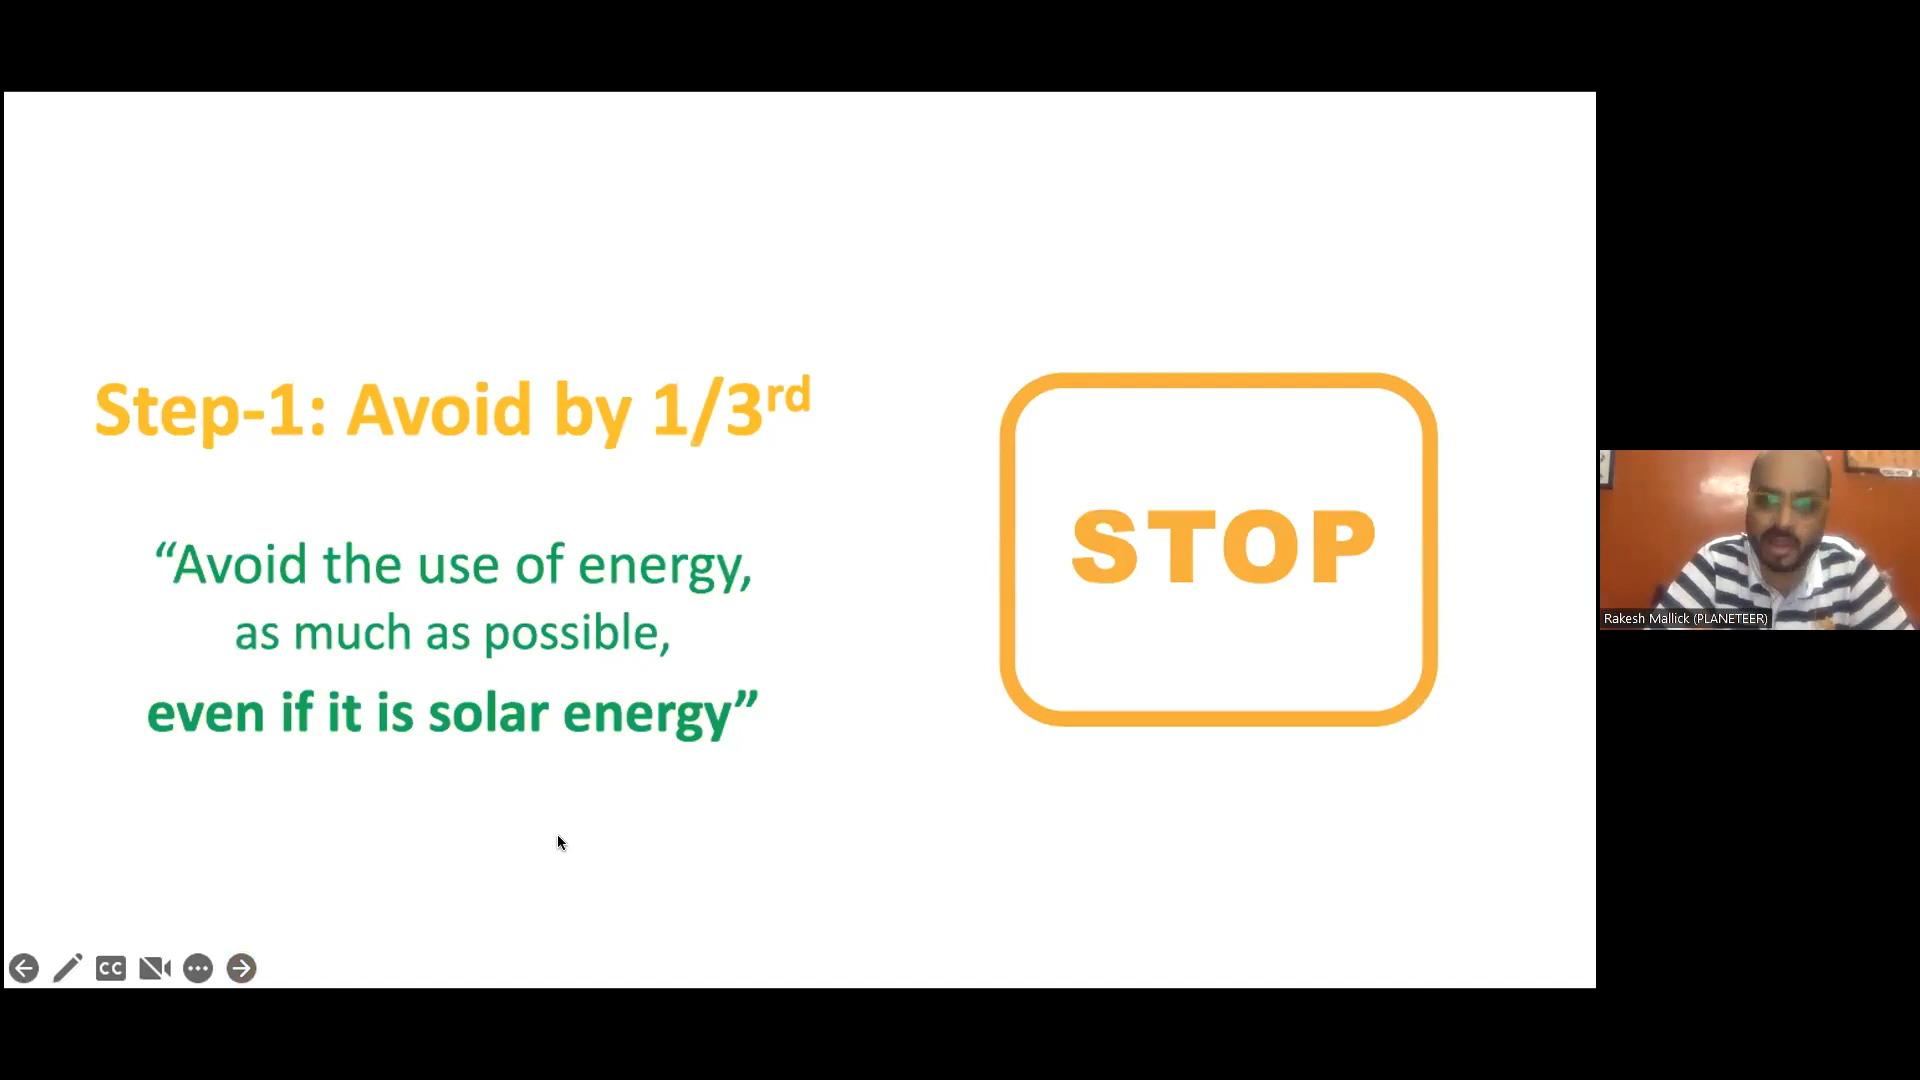 Step-1: Avoid by 1/3rd
“Avoid the use of energy,
as much as possible,
even if it is solar energy”
STOP
Rakesh Mallick (PLANETEER)
CC